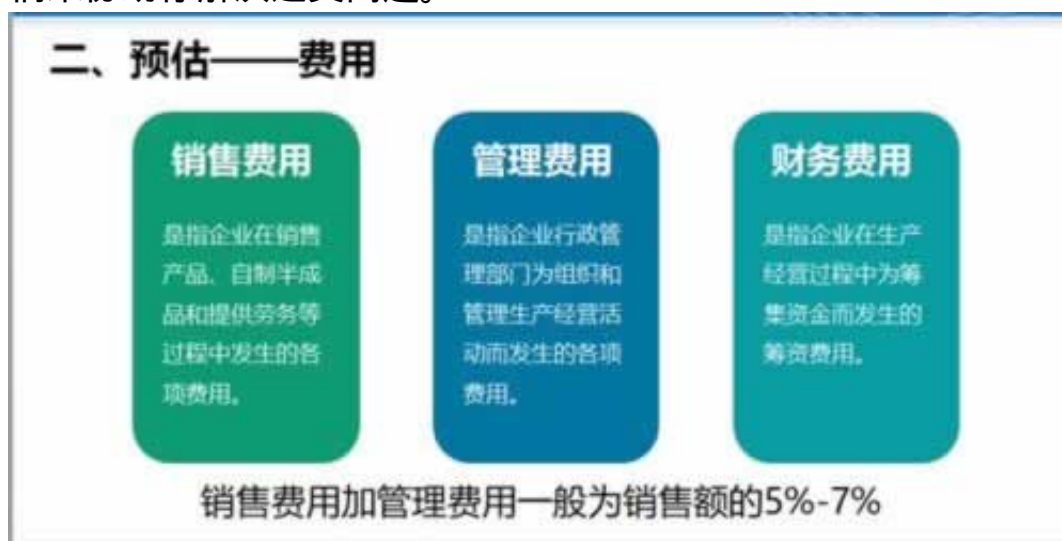 二、预估——费用
销售费用
是指企业在销售
产品、自制半成
品和提供劳务等
过程中发生的各
项费用。
管理费用
是指企业行政管
理部门为组织和
管理生产经营活
动而发生的各项
费用。
财务费用
是指企业在生产
经营过程中为筹
集资金而发生的
筹资费用。
销售费用加管理费用一般为销售额的5%-7%